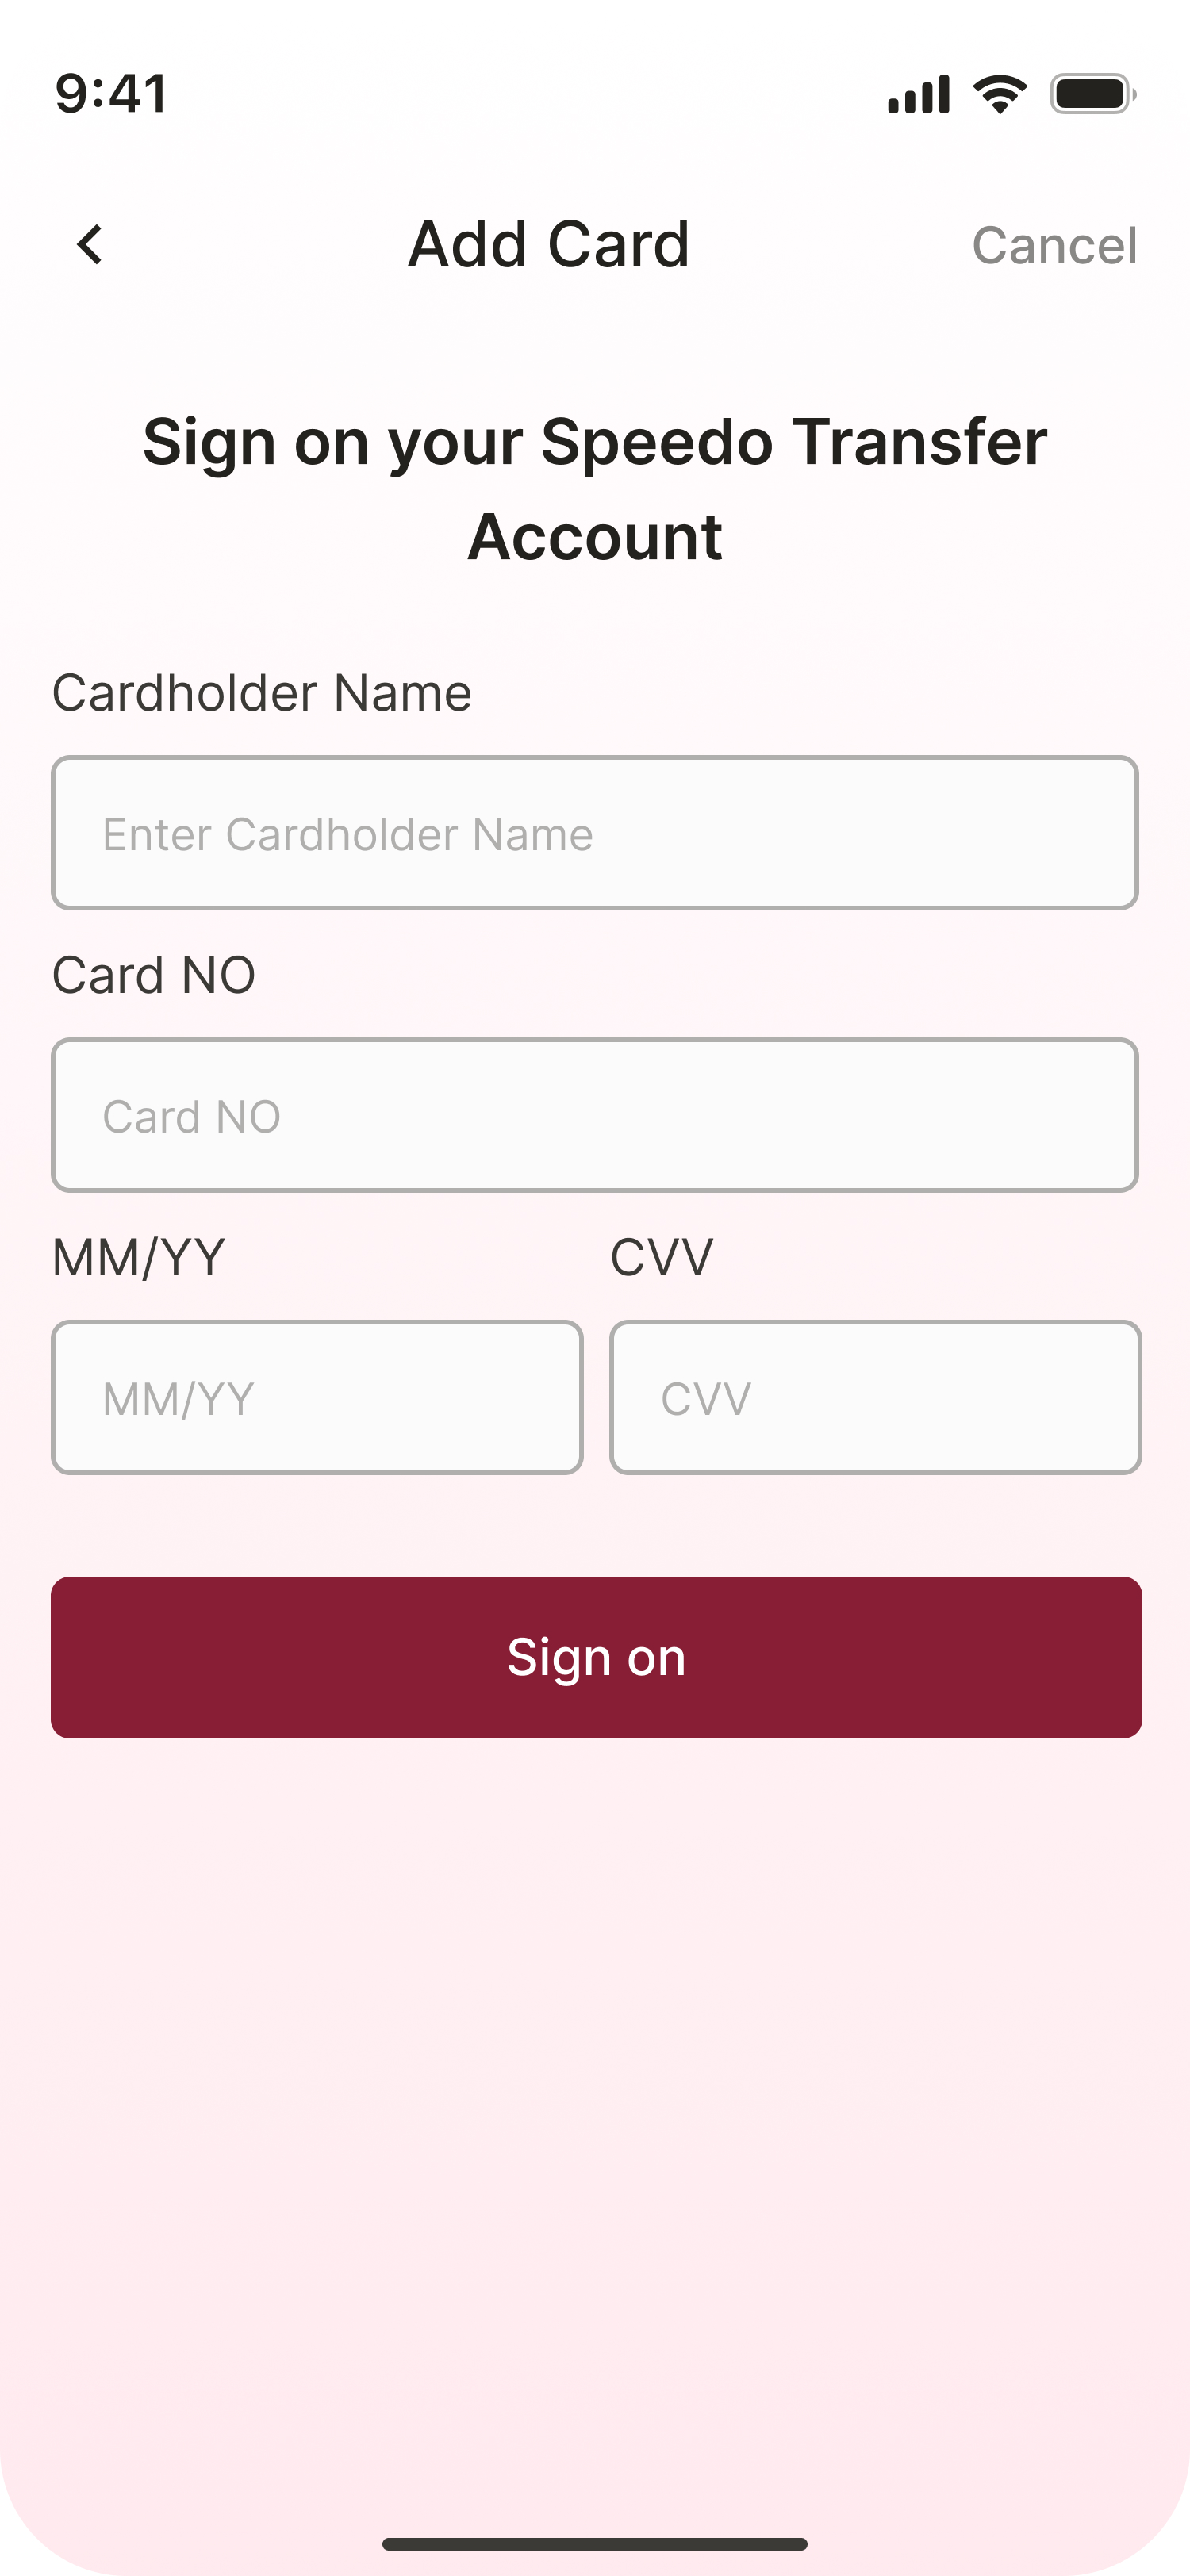 9:41
Add Card
Cancel
Sign on your Speedo Transfer
Account
Cardholder Name
Enter Cardholder Name
Card NO
Card NO
MM/YY
CVV
MM/YY
CVV
Sign on